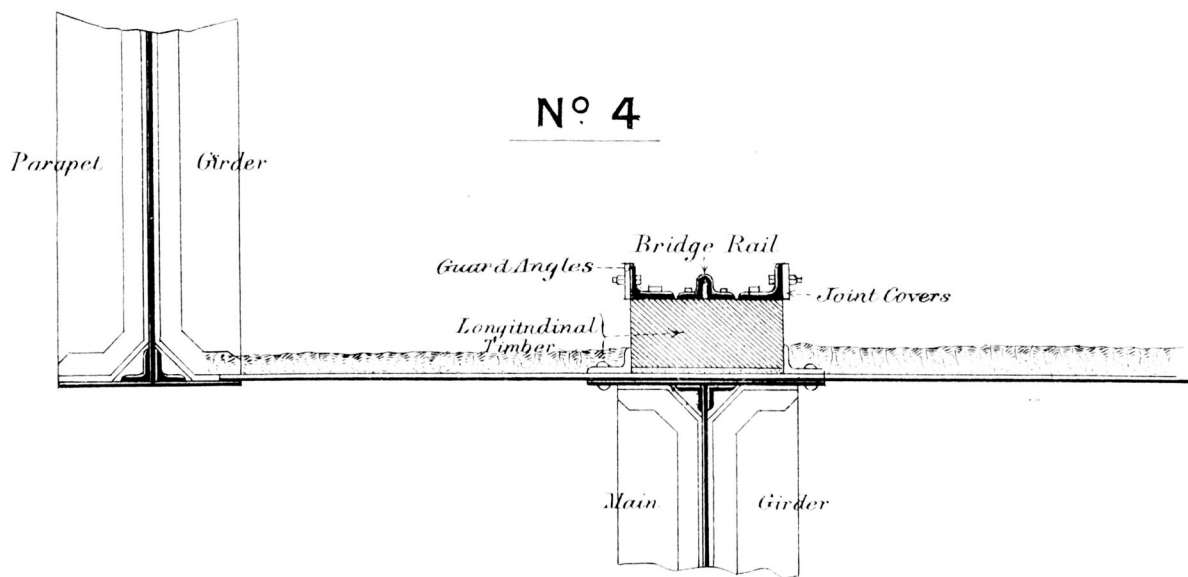 Nº 4
Parapet Girder
Bridge Rail
Guard Angles
Joint Covers
Longitudinal
Timber
Main Girder